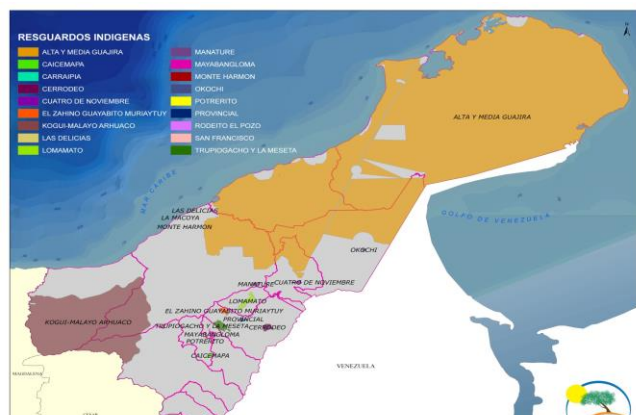 RESGUARDOS INDIGENAS
ALTA Y MEDIA GUAJIRA
CAICEMAPA
CARRAIPIA
CERRODEO
CUATRO DE NOVIEMBRE
EL ZAHINO GUAYABITO MURIAYTUY
KOGUI-MALAYO ARHUACO
LAS DELICIAS
LOMAMATO
MANATURE
MAYABANGLOMA
MONTE HARMON
OKOCHI
POTRERITO
PROVINCIAL
RODEITO EL POZO
SAN FRANCISCO
TRUPIOGACHO Y LA MESETA
ALTA Y MEDIA GUAJIRA
MAR CARIBE
GOLFO DE VENEZUELA
LAS DELICIAS
LA MACOYA
MONTE HARMON
OKOCHI
MANATURE
CUATRO DE NOVIEMBRE
LOMAMATO
EL ZAHINO GUAYABITO MURIAYTUY
PROVINCIAL
TRUPIOGACHO Y LA MESETA
CERRODEO
MAYABANGLOMA
POTRERITO
CAICEMAPA
KOGUI-MALAYO ARHUACO
VENEZUELA
CESAR